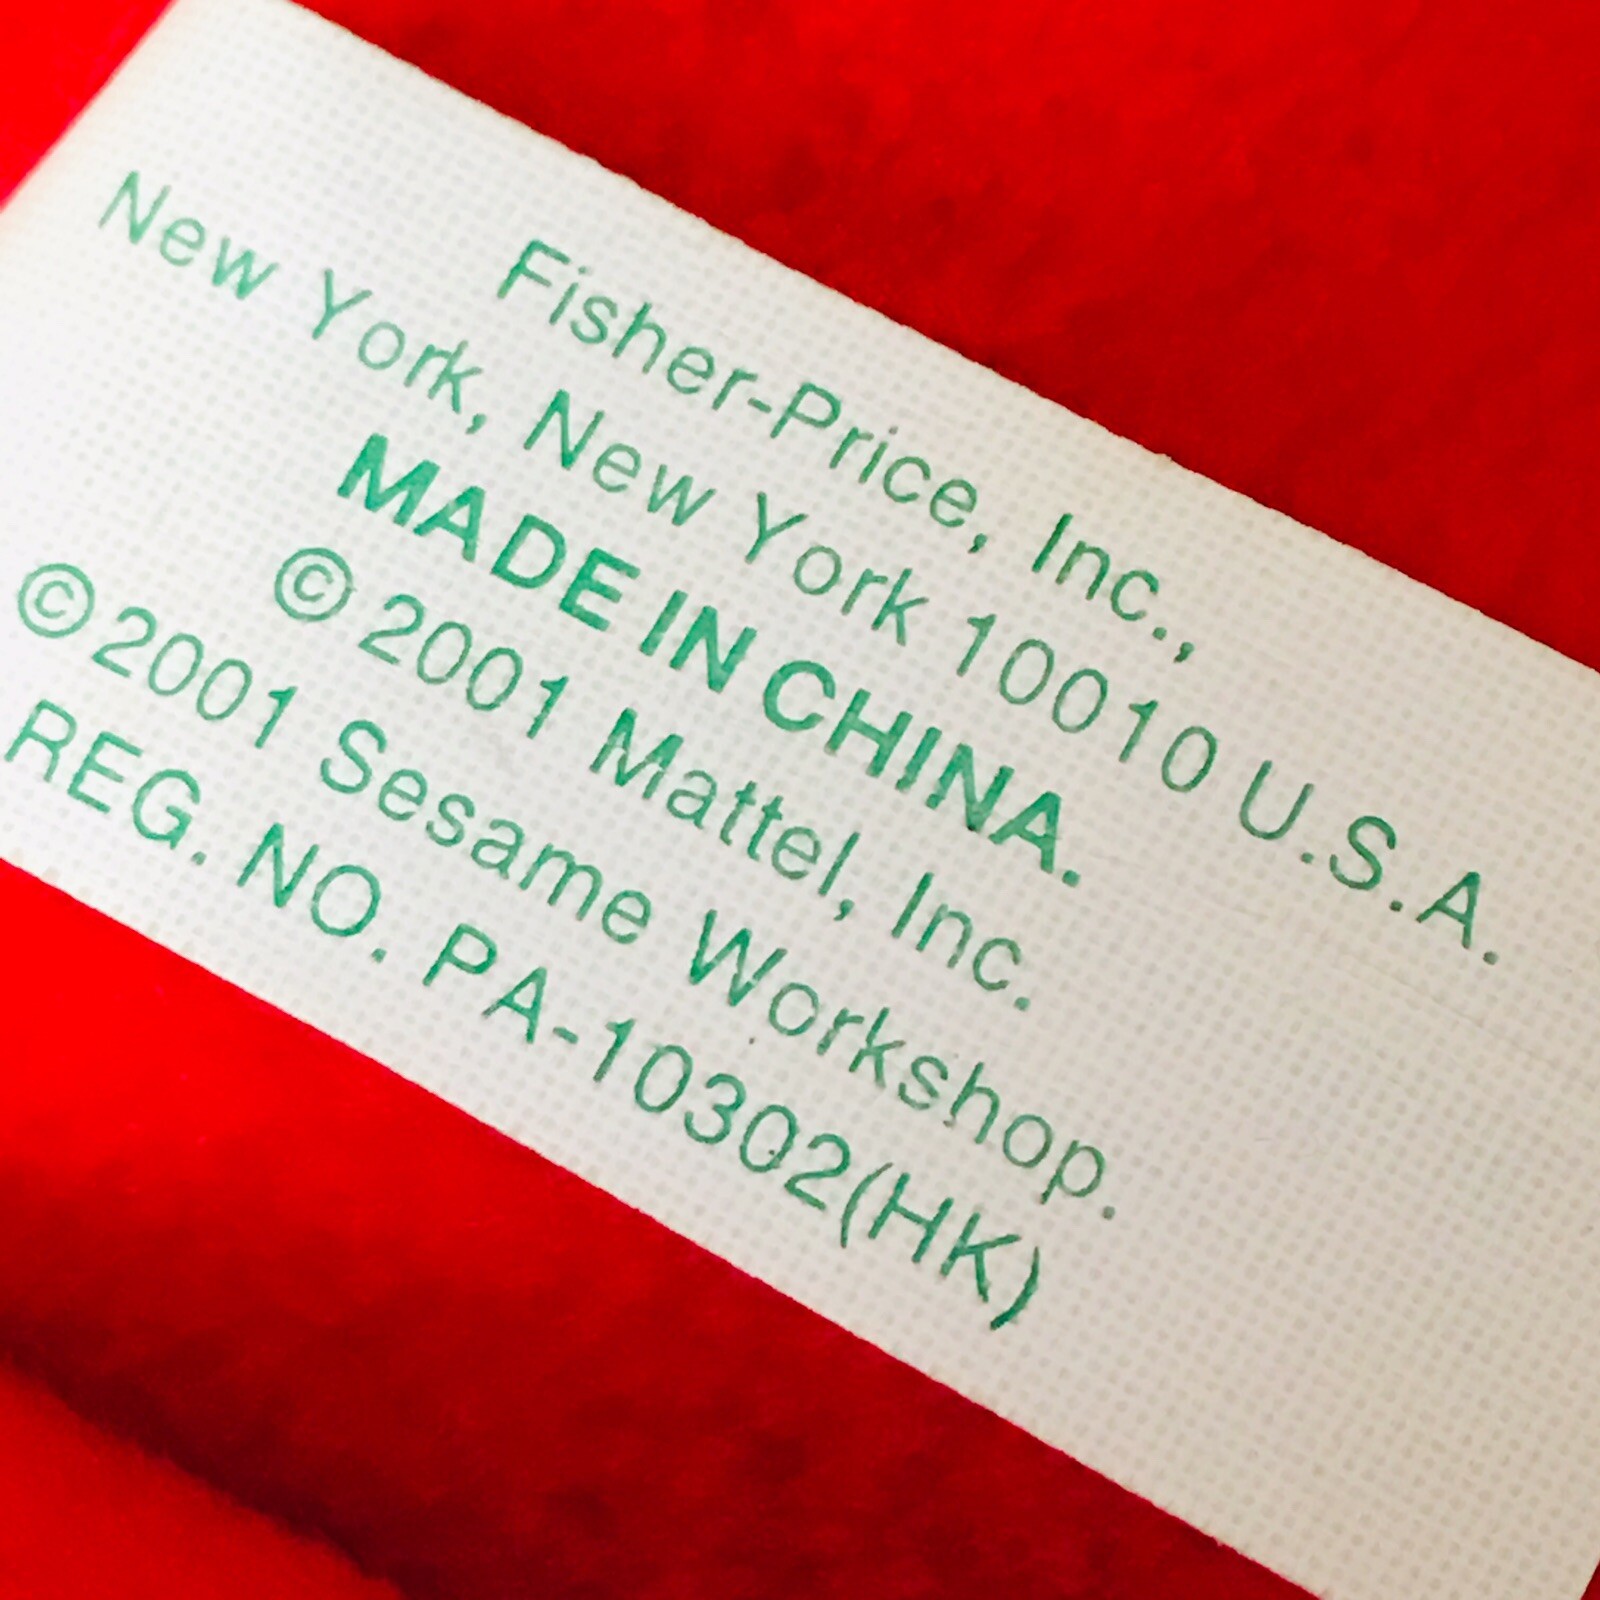 Fisher-Price, Inc.,
New York, New York 10010 U.S.A.
MADE IN CHINA.
© 2001 Mattel, Inc.
© 2001 Sesame Workshop.
REG. NO. PA-10302(HK)